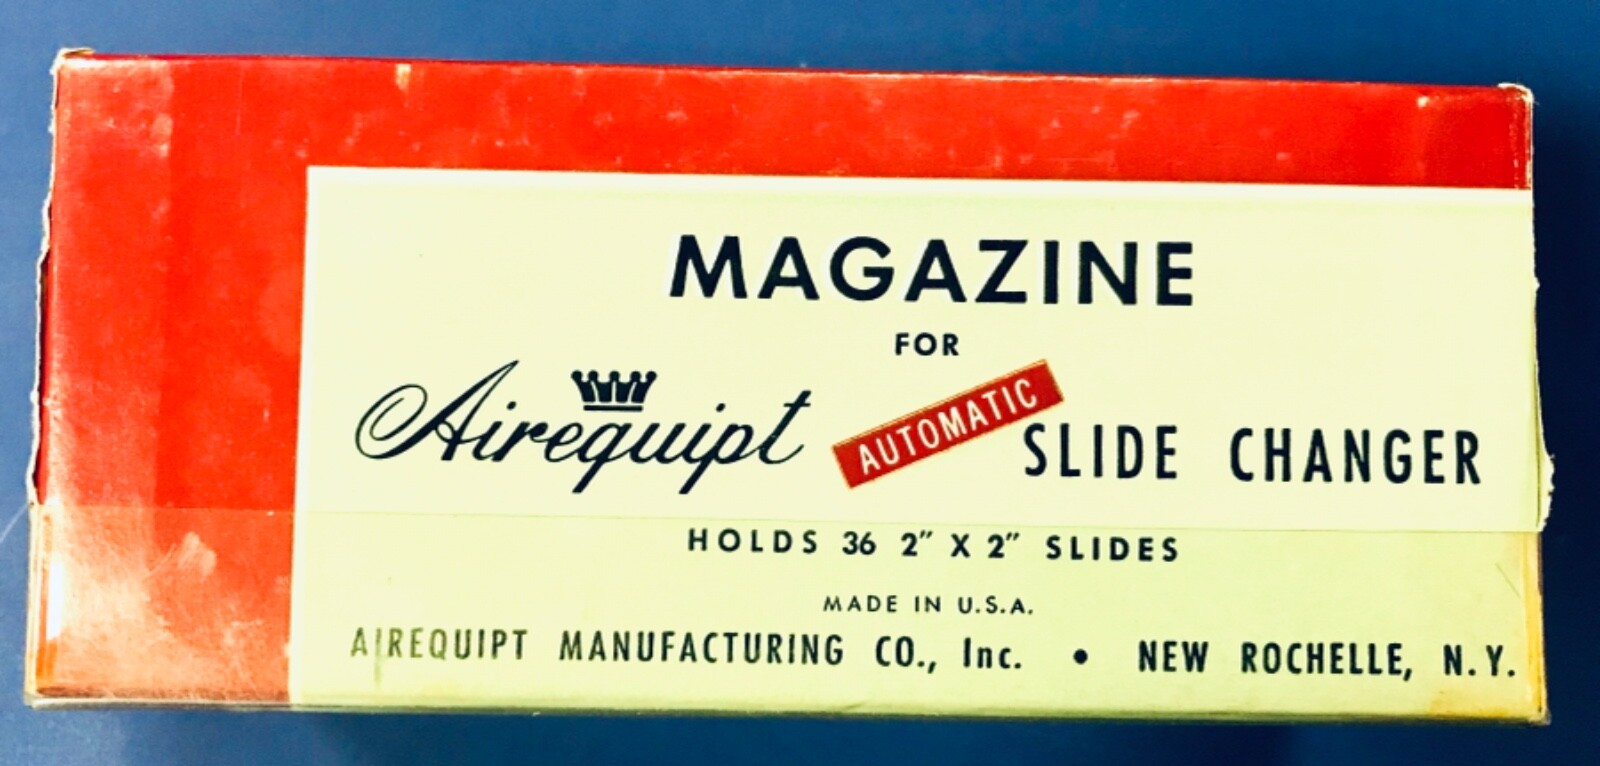 MAGAZINE
FOR
Airequipt AUTOMATIC SLIDE CHANGER
HOLDS 36 2" X 2" SLIDES
MADE IN U.S.A.
AIREQUIPT MANUFACTURING CO., Inc. • NEW ROCHELLE, N.Y.